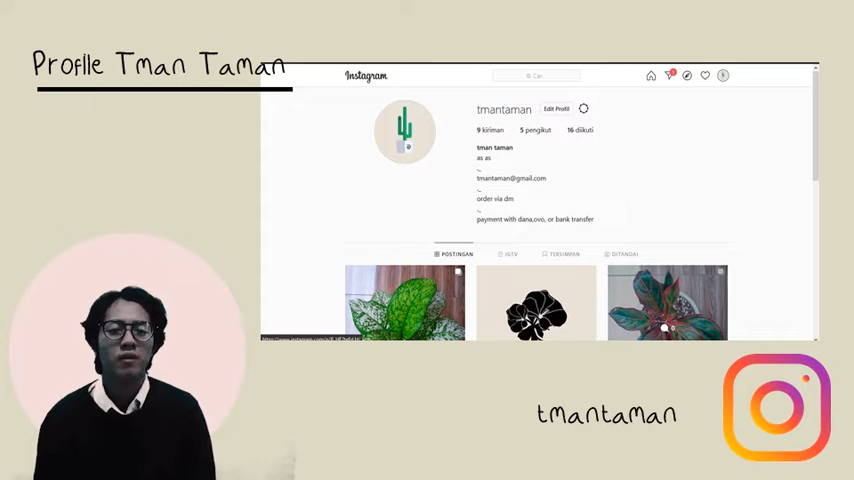 Profile Tman Taman
Instagram
Cari
tmantaman
Edit Profil
9 kiriman 5 pengikut 16 diikuti
tman taman
as as
-.
tmantaman@gmail.com
-.
order via dm
-.
payment with dana,ovo, or bank transfer
POSTINGAN IGTV TERSIMPAN DITANDAI
0
tmantaman